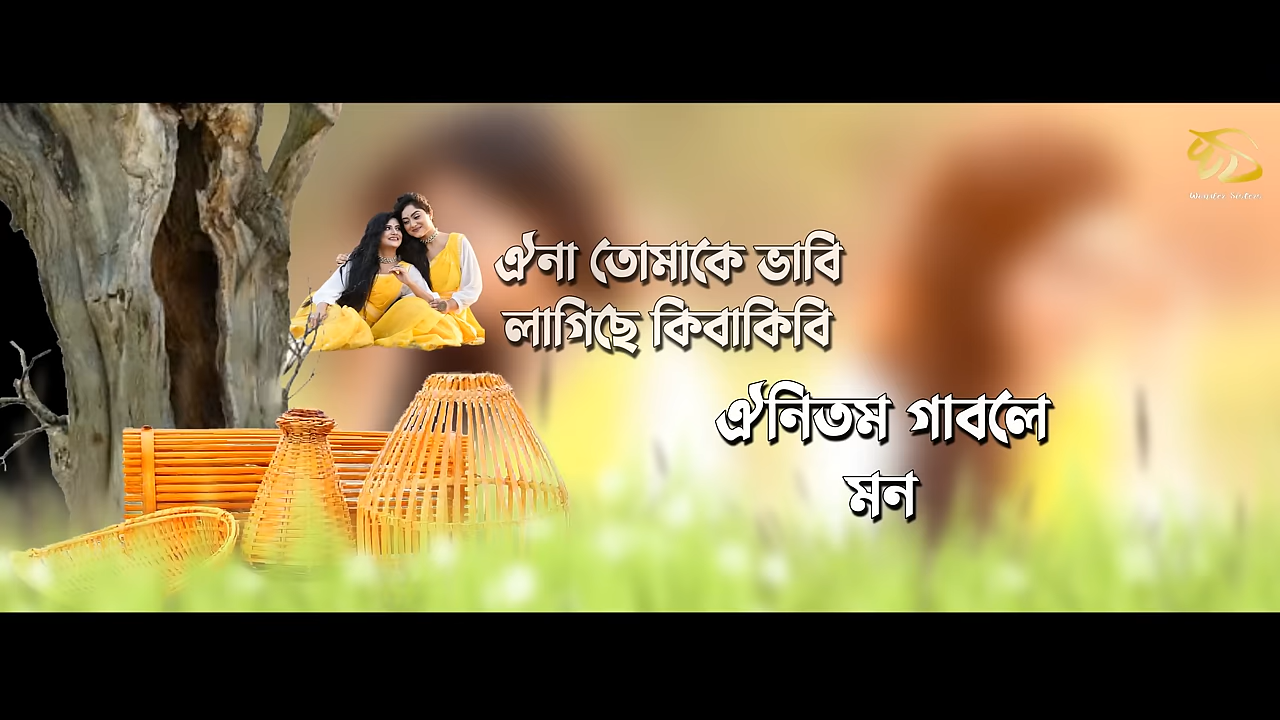 ঐনা তোমাকে ভাবি
লাগিছে কিবাকিবি
ঐনিতম গাবলে
মন